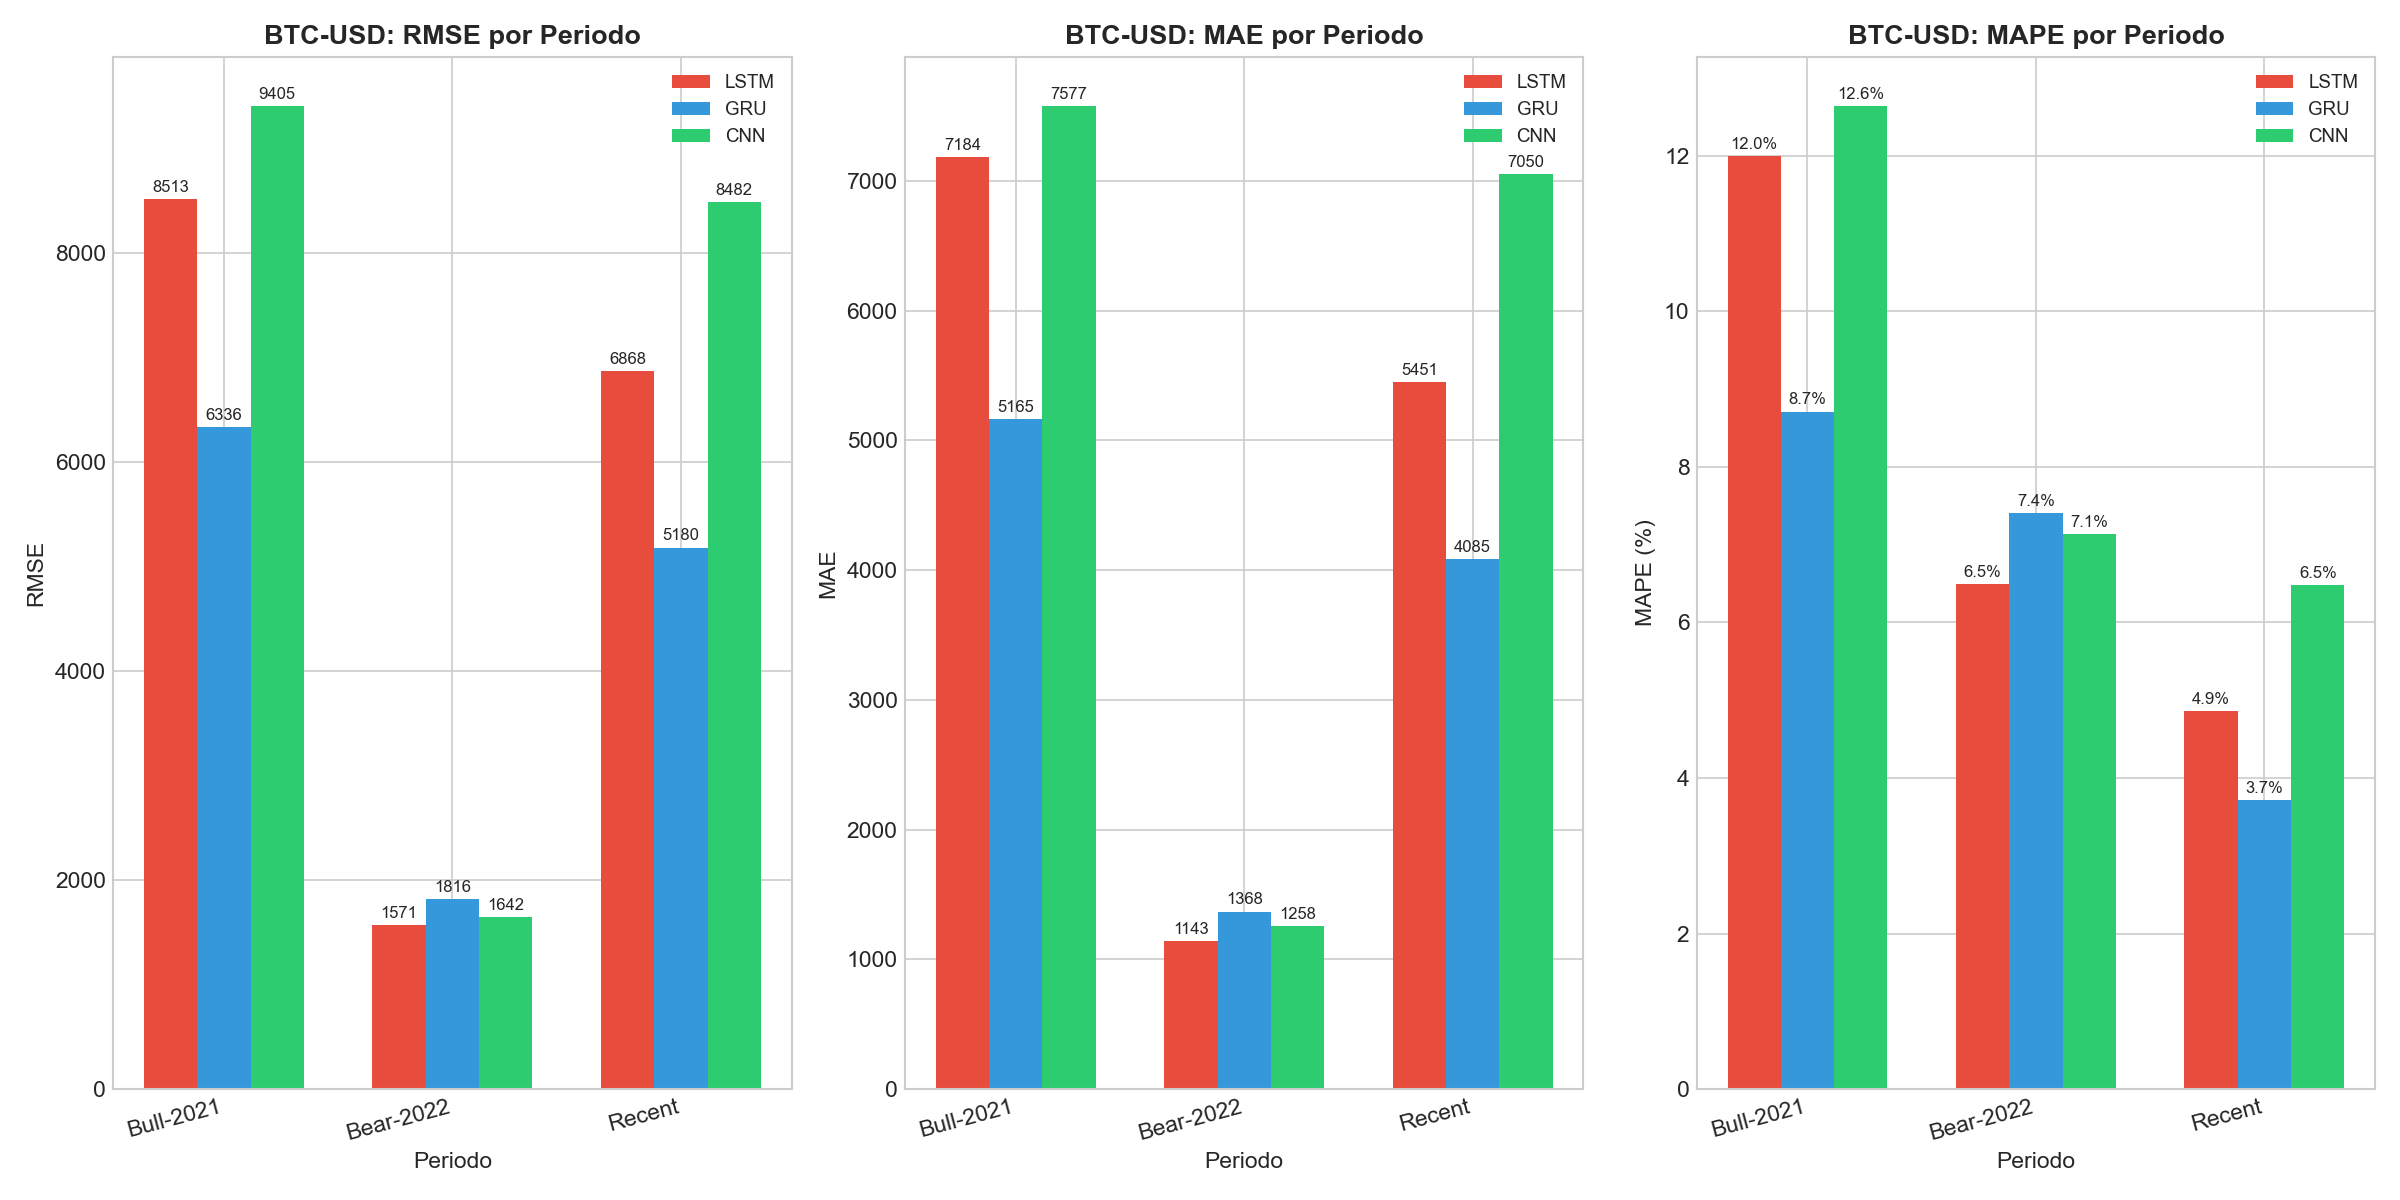 BTC-USD: RMSE por Periodo
LSTM
GRU
CNN
9405
8513
8482
8000
6868
6336
6000
5180
RMSE
4000
2000
1816
1571
1642
0
Bull-2021
Bear-2022
Recent
Periodo
BTC-USD: MAE por Periodo
LSTM
GRU
CNN
7577
7184
7050
7000
6000
5451
5165
5000
4085
4000
MAE
3000
2000
1368
1258
1143
1000
0
Bull-2021
Bear-2022
Recent
Periodo
BTC-USD: MAPE por Periodo
LSTM
GRU
CNN
12.6%
12.0%
12
10
8.7%
8
7.4%
7.1%
6.5%
6.5%
MAPE (%)
6
4.9%
4
3.7%
2
0
Bull-2021
Bear-2022
Recent
Periodo